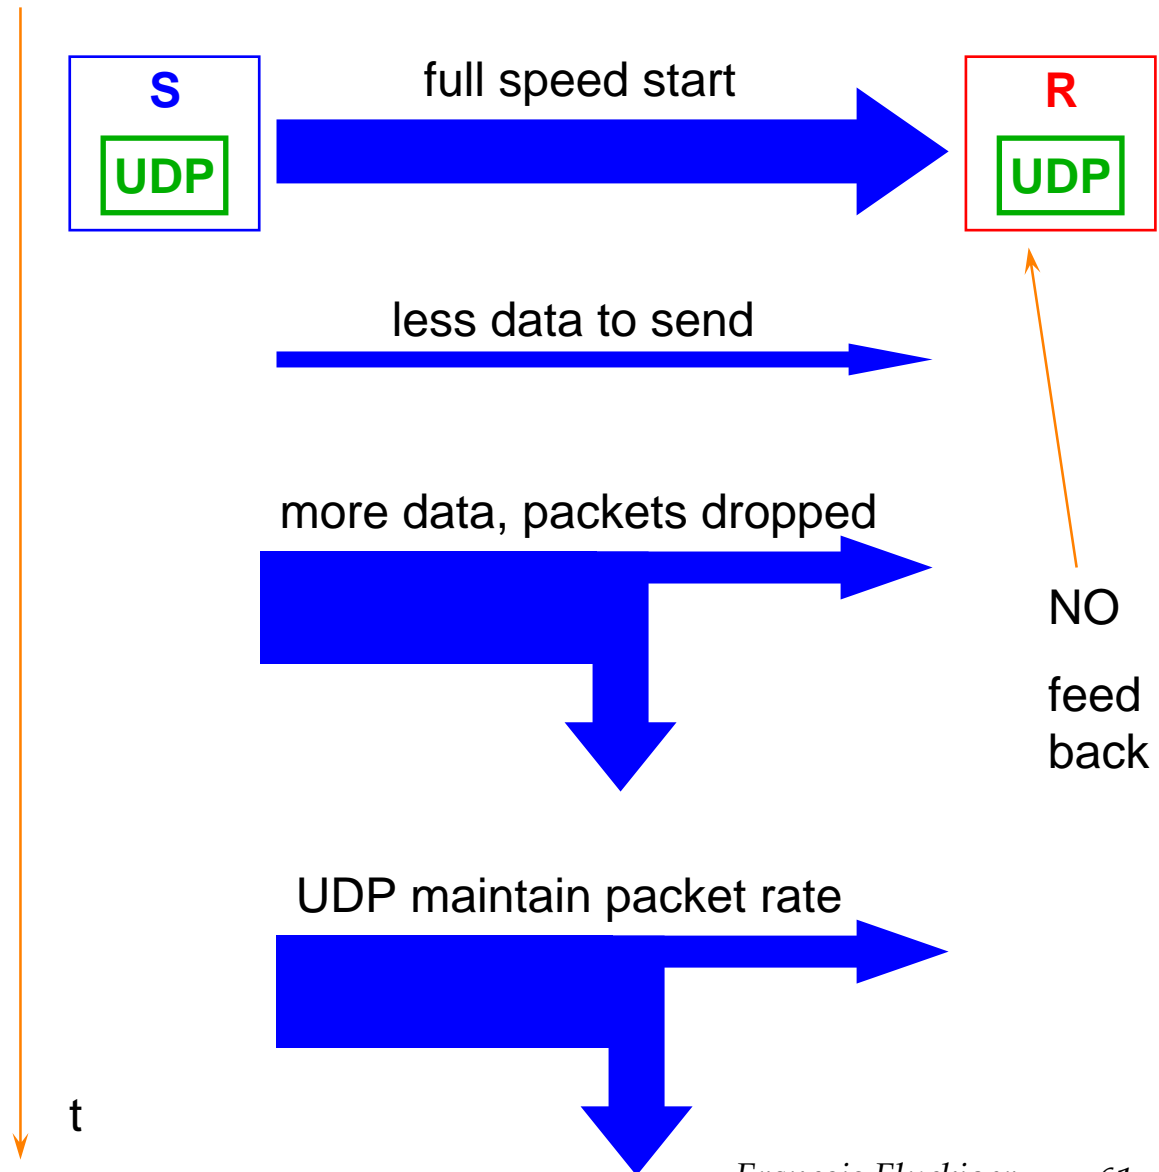 S
full speed start
R
UDP
UDP
less data to send
more data, packets dropped
NO
feed
back
UDP maintain packet rate
t